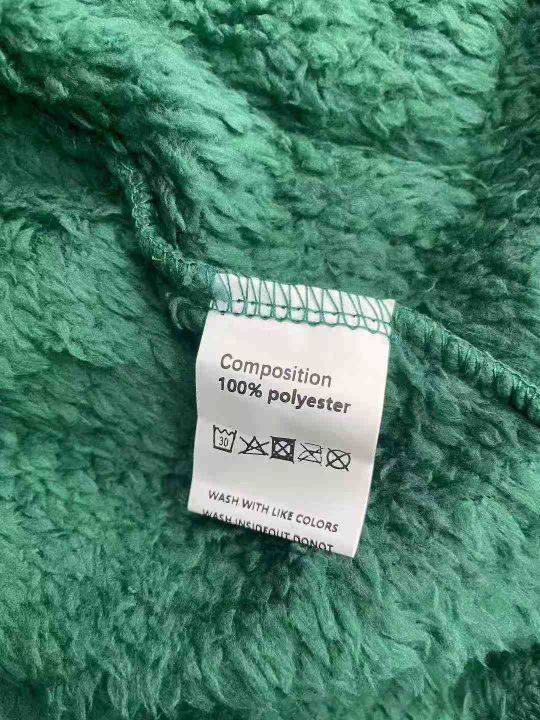 Composition
100% polyester
30
WASH WITH LIKE COLORS
WASH INSIDEOUT DONOT